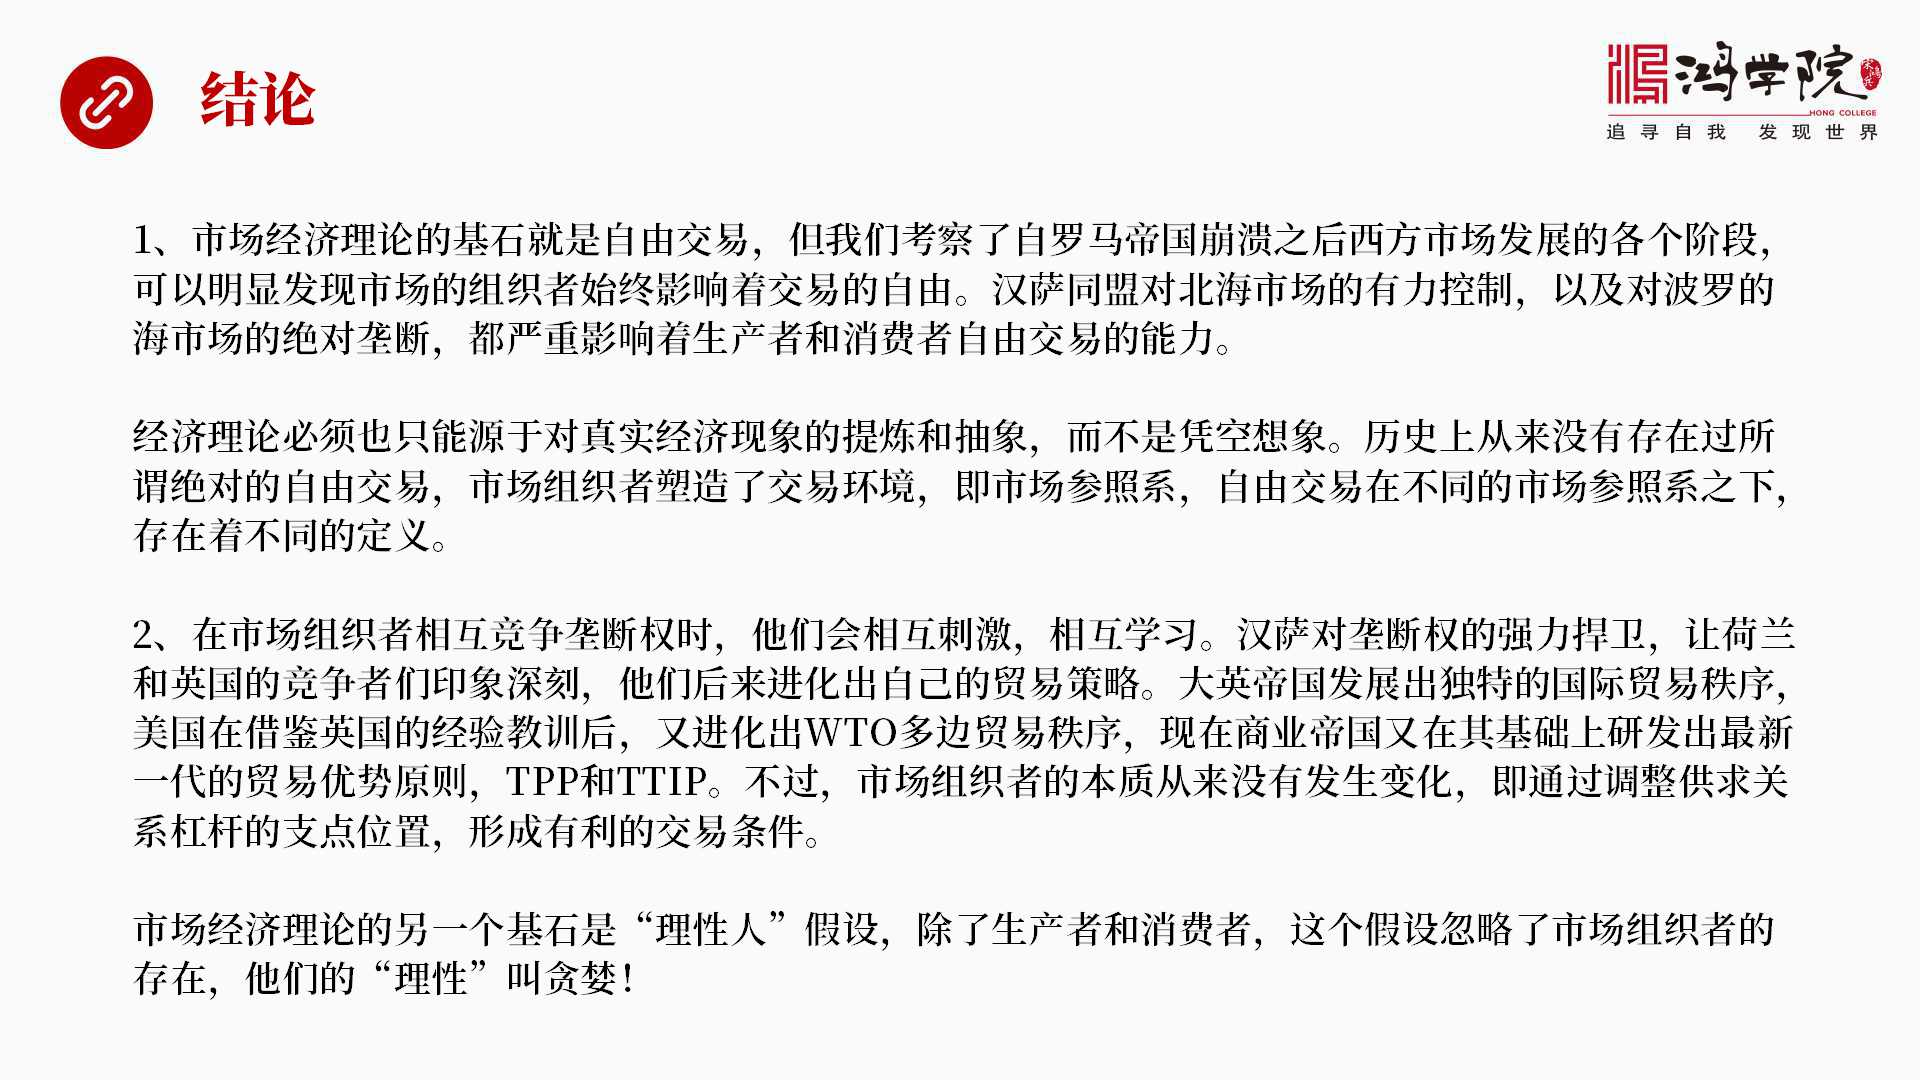 结论
鸿学院
宋鸿兵
HONG COLLEGE
追寻自我 发现世界
1、市场经济理论的基石就是自由交易，但我们考察了自罗马帝国崩溃之后西方市场发展的各个阶段，
可以明显发现市场的组织者始终影响着交易的自由。汉萨同盟对北海市场的有力控制，以及对波罗的
海市场的绝对垄断，都严重影响着生产者和消费者自由交易的能力。
经济理论必须也只能源于对真实经济现象的提炼和抽象，而不是凭空想象。历史上从来没有存在过所
谓绝对的自由交易，市场组织者塑造了交易环境，即市场参照系，自由交易在不同的市场参照系之下，
存在着不同的定义。
2、在市场组织者相互竞争垄断权时，他们会相互刺激，相互学习。汉萨对垄断权的强力捍卫，让荷兰
和英国的竞争者们印象深刻，他们后来进化出自己的贸易策略。大英帝国发展出独特的国际贸易秩序，
美国在借鉴英国的经验教训后，又进化出WTO多边贸易秩序，现在商业帝国又在其基础上研发出最新
一代的贸易优势原则，TPP和TTIP。不过，市场组织者的本质从来没有发生变化，即通过调整供求关
系杠杆的支点位置，形成有利的交易条件。
市场经济理论的另一个基石是“理性人”假设，除了生产者和消费者，这个假设忽略了市场组织者的
存在，他们的“理性”叫贪婪！